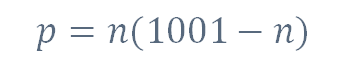 p = n(1001 − n)